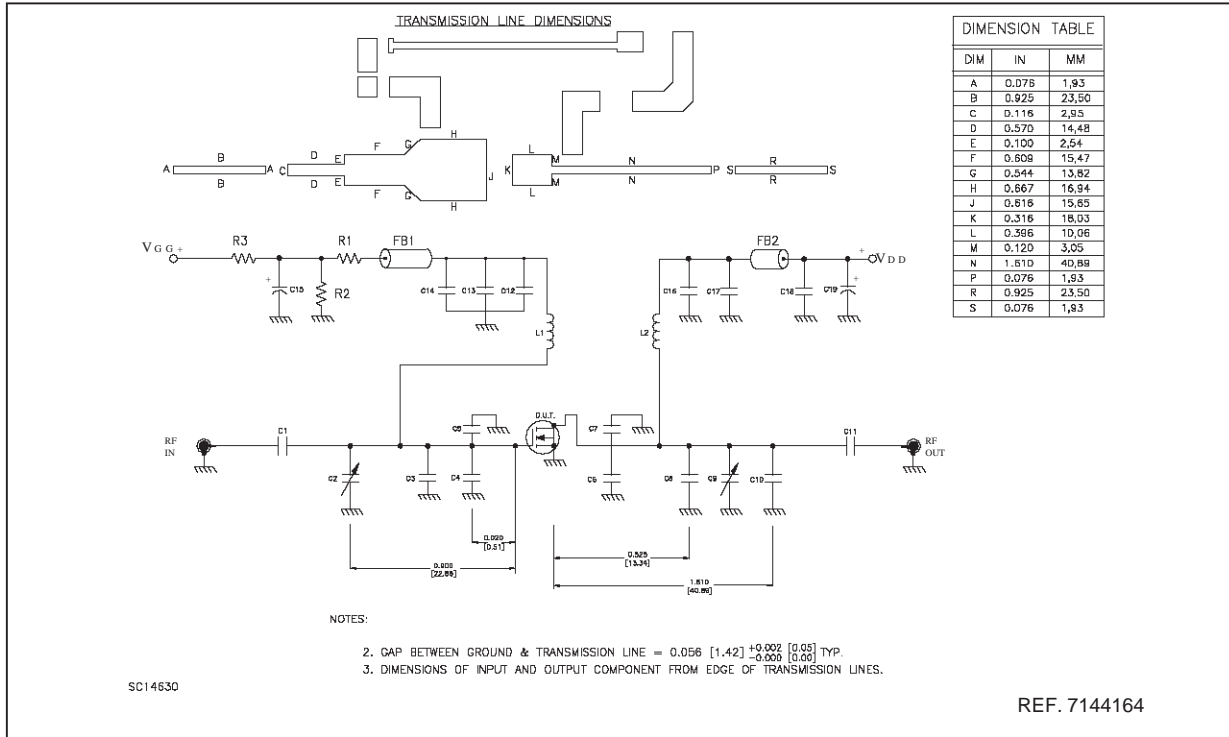 TRANSMISSION LINE DIMENSIONS
DIMENSION TABLE
DIM IN MM
A 0.076 1,93
B 0.925 23,50
C 0.116 2,95
D 0.570 14,48
E 0.100 2,54
F 0.609 15,47
G 0.544 13,82
H 0.667 16,94
J 0.616 15,65
K 0.316 18,03
L 0.396 10,06
M 0.120 3,05
N 1.610 40,89
P 0.076 1,93
R 0.925 23,50
S 0.076 1,93
H
G
F
E
D
B
A
A
C
B
D
E
F
G
H
J
L
K
M
N
L
M
N
P
S
R
R
S
VGG+
R3
R1
FB1
C15
R2
C14
C13
C12
L1
FB2
+
VDD
C16
C17
C18
+
C19
L2
RF
IN
C1
C2
C3
C4
C5
D.U.T.
C7
C6
C8
C9
C10
C11
RF
OUT
0.020
[0.51]
0.900
[22.86]
0.525
[13.34]
1.610
[40.89]
NOTES:
2. GAP BETWEEN GROUND & TRANSMISSION LINE = 0.056 [1.42] +0.002 [0.05] -0.000 [0.00] TYP.
3. DIMENSIONS OF INPUT AND OUTPUT COMPONENT FROM EDGE OF TRANSMISSION LINES.
SC14630
REF. 7144164